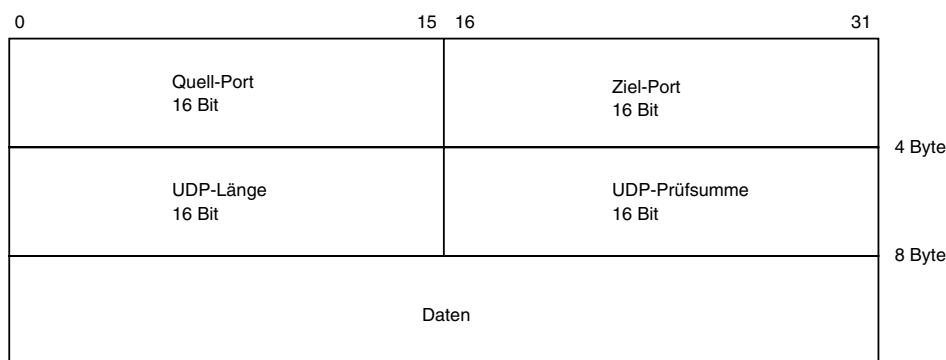 0 15 16 31
Quell-Port
16 Bit
Ziel-Port
16 Bit
4 Byte
UDP-Länge
16 Bit
UDP-Prüfsumme
16 Bit
8 Byte
Daten